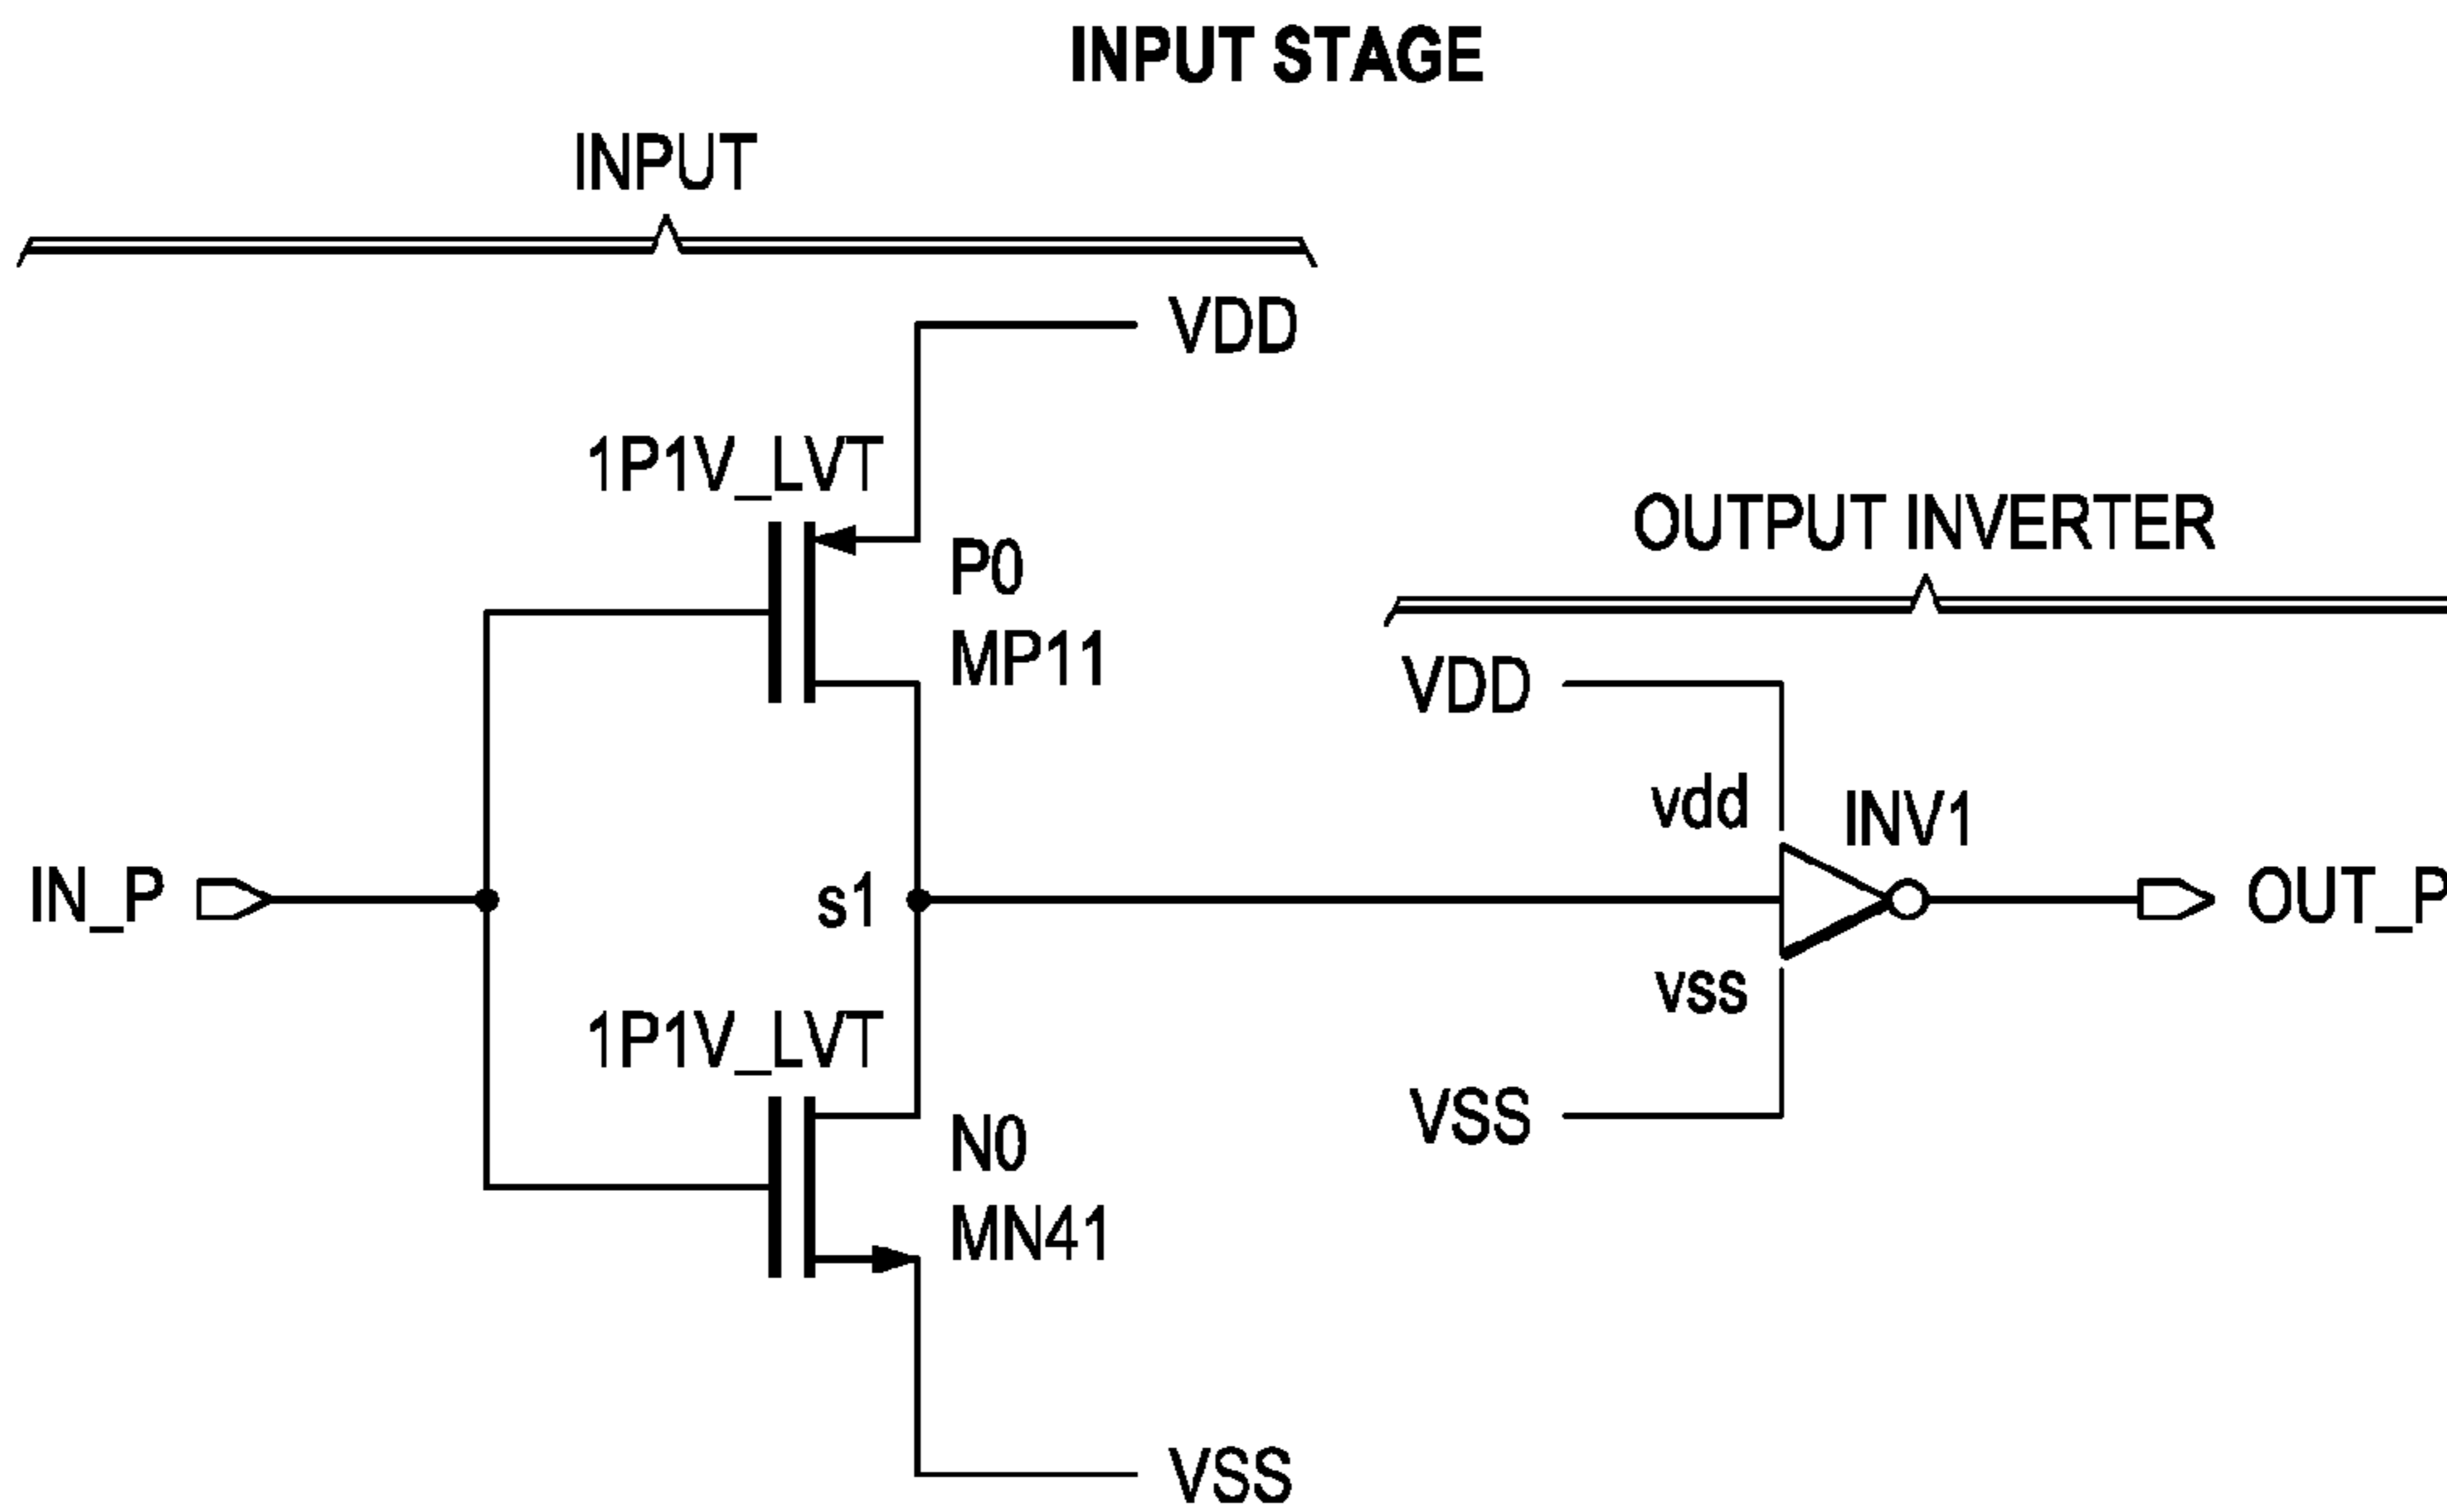 INPUT STAGE
INPUT
VDD
1P1V_LVT
P0
MP11
OUTPUT INVERTER
VDD
vdd
INV1
IN_P
s1
OUT_P
vss
1P1V_LVT
N0
MN41
VSS
VSS